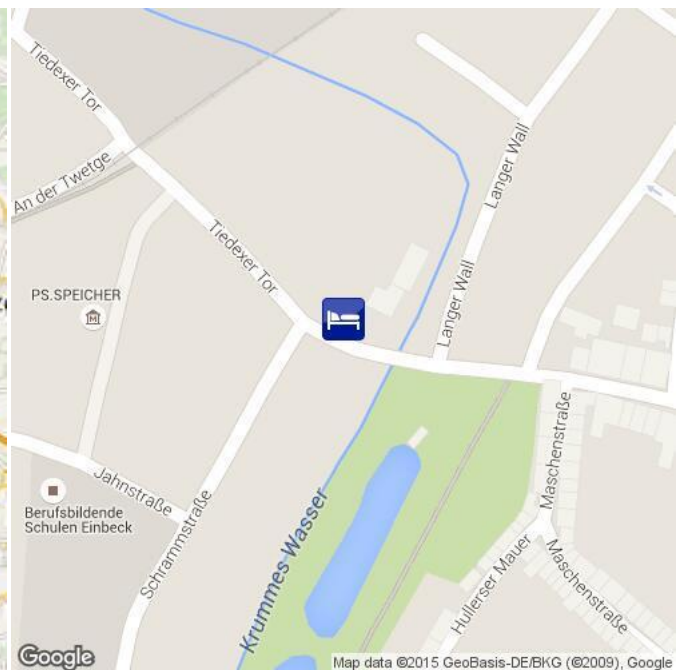 Tiedexer Tor
An der Twetge
Langer Wall
Tiedexer Tor
PS.SPEICHER
M
Langer Wall
Maschenstraße
Jahnstraße
Berufsbildende
Schulen Einbeck
Schrammstraße
Krummes Wasser
Hullerser Mauer
Maschenstraße
Google
Map data ©2015 GeoBasis-DE/BKG (©2009), Google